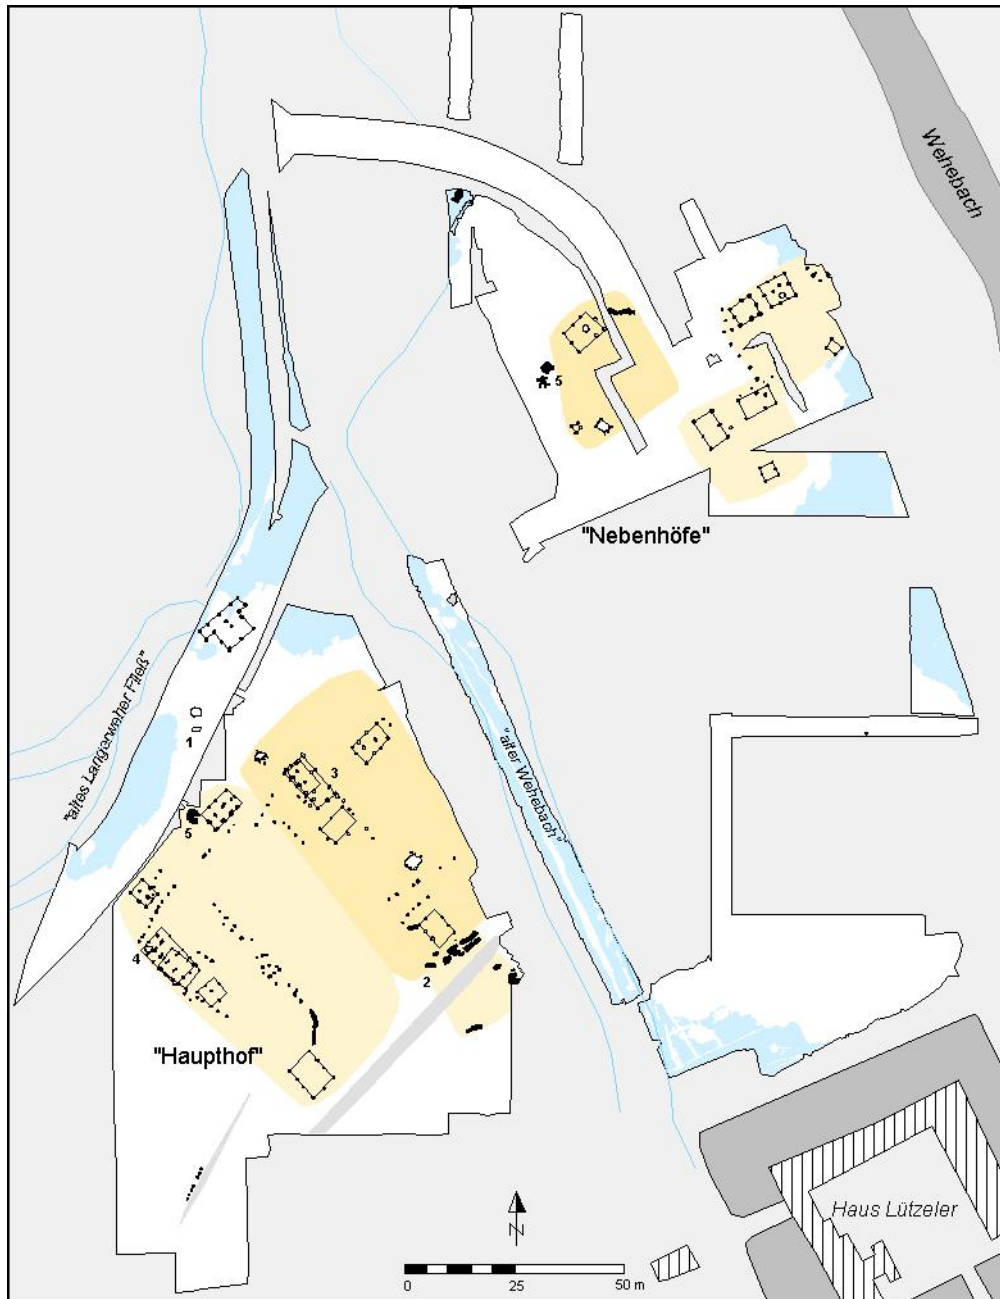 Wehebach
5
"Nebenhöfe"
"altes Langerweher Fließ"
1
3
"alter Wehebach"
5
4
2
"Haupthof"
Haus Lützeler
N
0 25 50 m